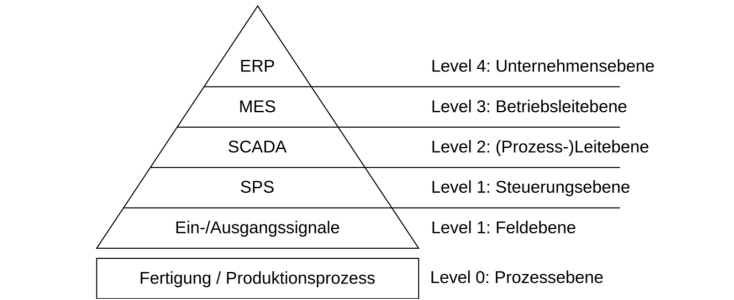 ERP Level 4: Unternehmensebene
MES Level 3: Betriebsleitebene
SCADA Level 2: (Prozess-)Leitebene
SPS Level 1: Steuerungsebene
Ein-/Ausgangssignale Level 1: Feldebene
Fertigung / Produktionsprozess Level 0: Prozessebene